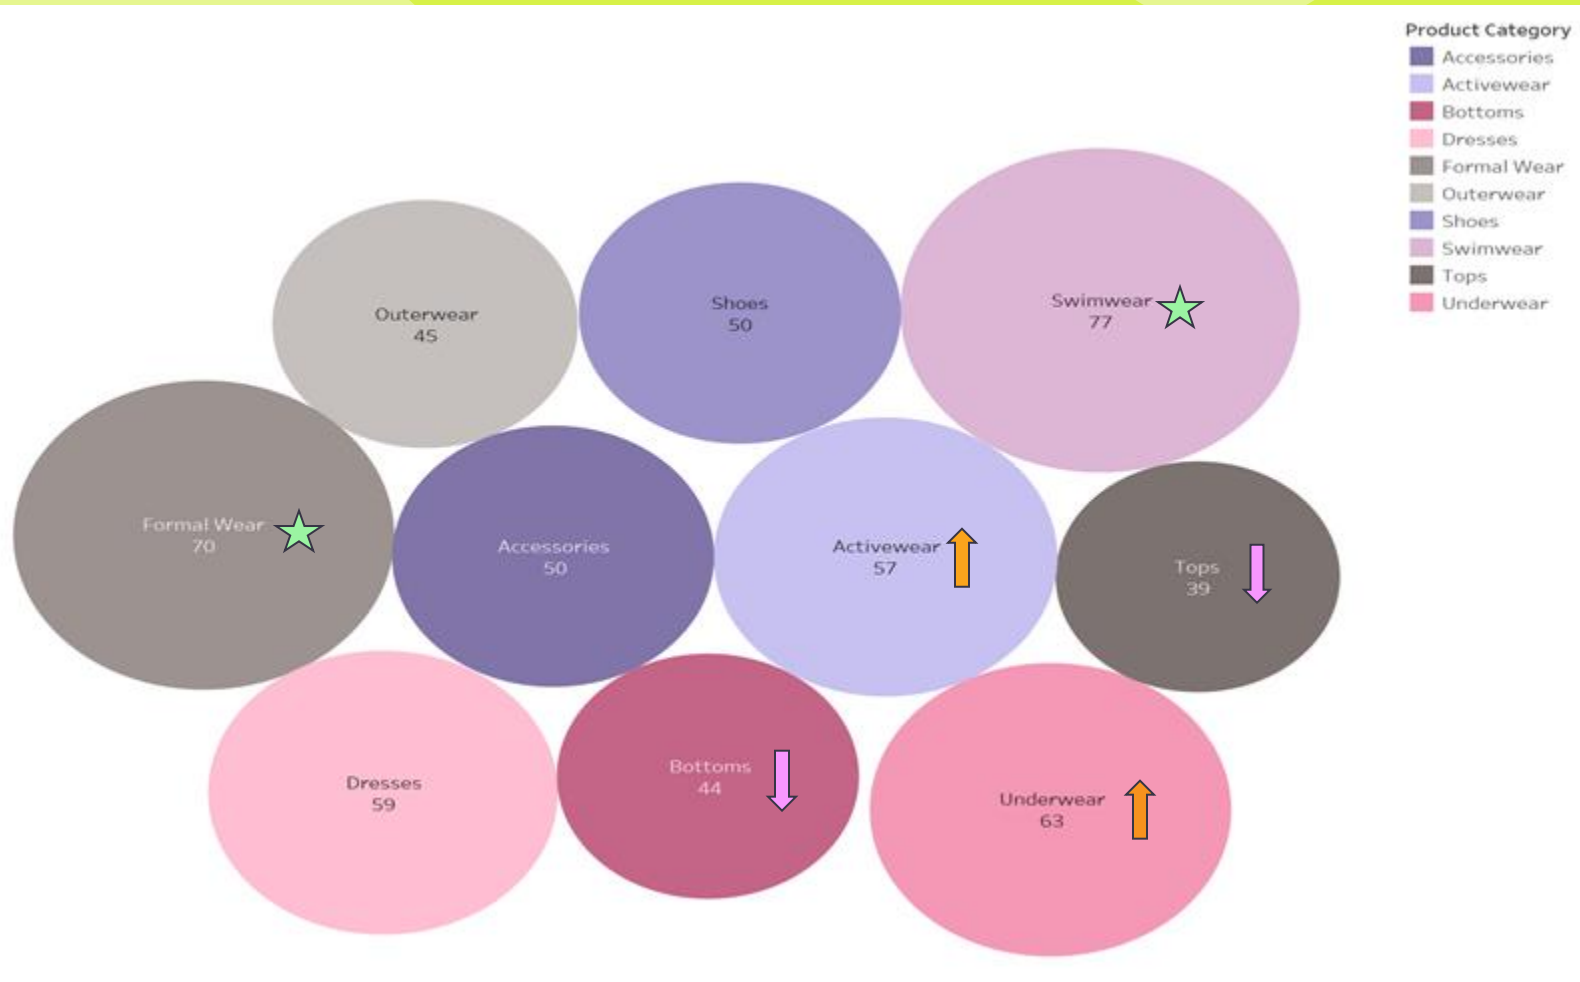 Product Category
Accessories
Activewear
Bottoms
Dresses
Formal Wear
Outerwear
Shoes
Swimwear
Tops
Underwear
Outerwear
45
Shoes
50
Swimwear
77
Formal Wear
70
Accessories
50
Activewear
57
Tops
39
Dresses
59
Bottoms
44
Underwear
63